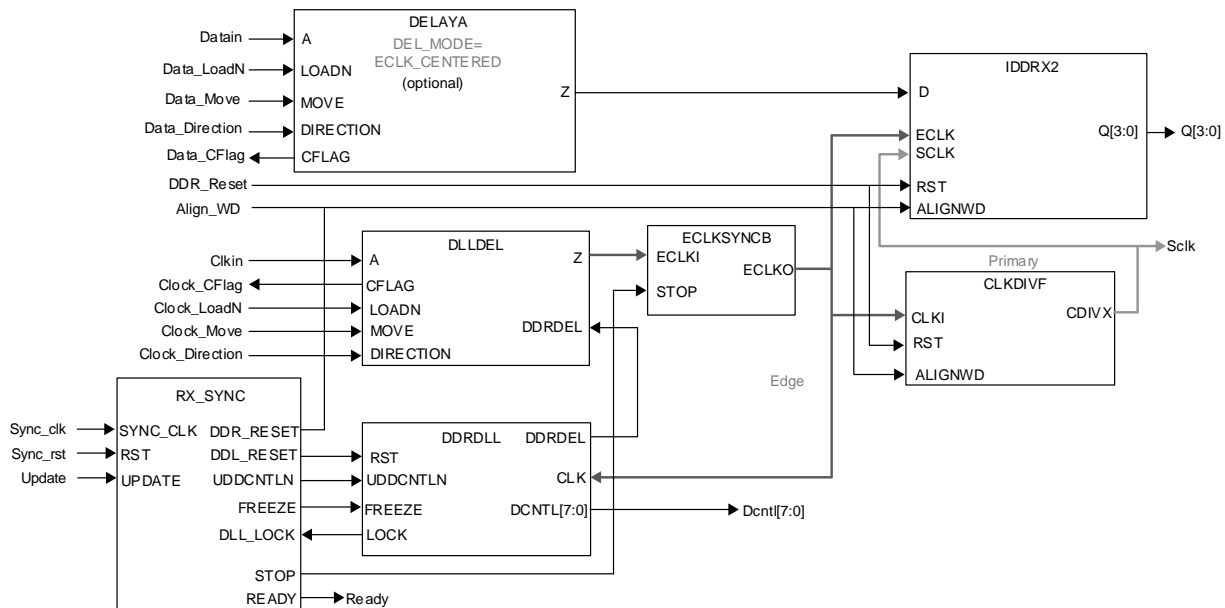 DELAYA
DEL_MODE=
ECLK_CENTERED
(optional)
Datain
A
Data_LoadN
LOADN
Data_Move
MOVE
Data_Direction
DIRECTION
Data_CFlag
CFLAG
Z
IDDRX2
D
ECLK
SCLK
RST
ALIGNWD
Q[3:0]
Q[3:0]
DDR_Reset
Align_WD
DLLDEL
Clkin
A
Clock_CFlag
CFLAG
Clock_LoadN
LOADN
Clock_Move
MOVE
Clock_Direction
DIRECTION
Z
DDRDEL
ECLKSYNCB
ECLKI
ECLKO
STOP
Sclk
Primary
CLKDIVF
CLKI
CDIVX
RST
ALIGNWD
Edge
RX_SYNC
Sync_clk
SYNC_CLK
Sync_rst
RST
Update
UPDATE
DDR_RESET
DDL_RESET
UDDCNTLN
FREEZE
DLL_LOCK
STOP
READY
Ready
DDRDLL
DDRDEL
RST
CLK
UDDCNTLN
FREEZE
DCNTL[7:0]
LOCK
Dcntl[7:0]